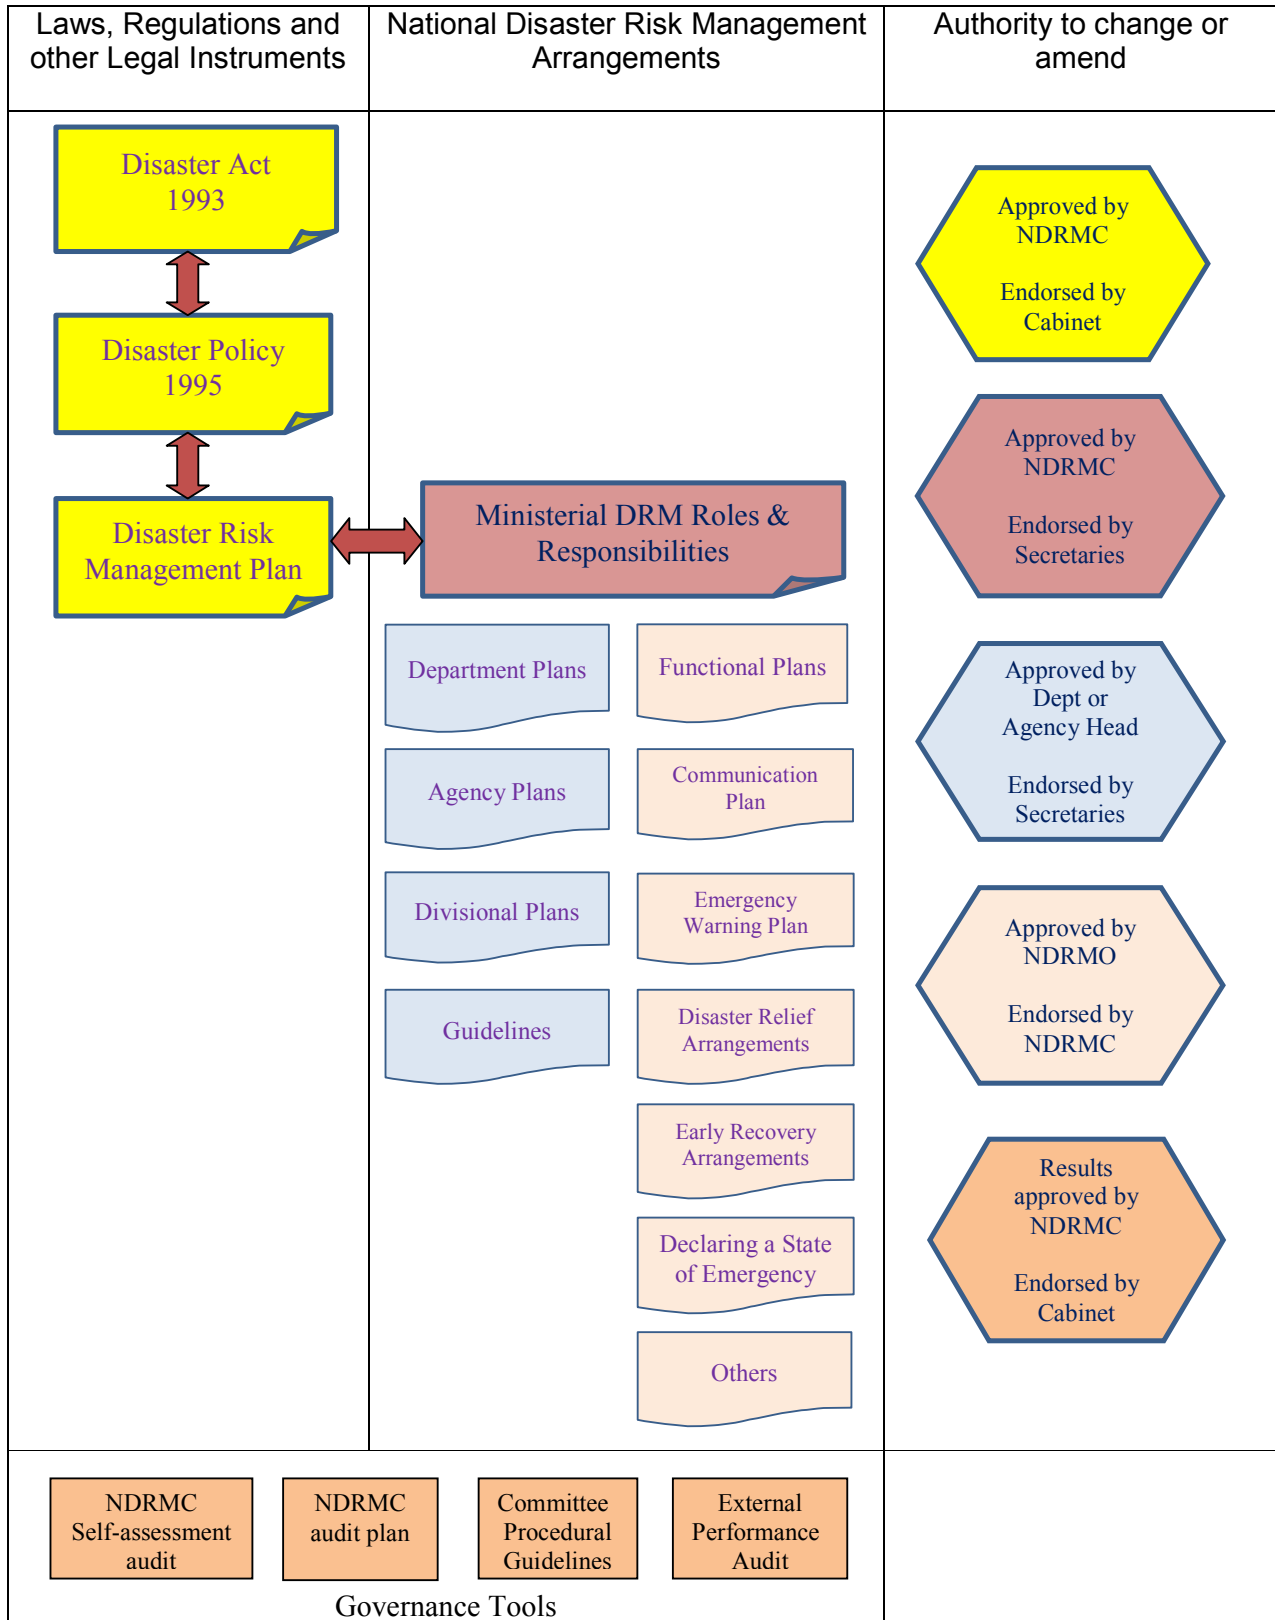 Laws, Regulations and
other Legal Instruments
National Disaster Risk Management
Arrangements
Authority to change or
amend
Disaster Act
1993
Disaster Policy
1995
Disaster Risk
Management Plan
Ministerial DRM Roles &
Responsibilities
Department Plans
Functional Plans
Agency Plans
Communication
Plan
Divisional Plans
Emergency
Warning Plan
Guidelines
Disaster Relief
Arrangements
Early Recovery
Arrangements
Declaring a State
of Emergency
Others
Approved by
NDRMC
Endorsed by
Cabinet
Approved by
NDRMC
Endorsed by
Secretaries
Approved by
Dept or
Agency Head
Endorsed by
Secretaries
Approved by
NDRMO
Endorsed by
NDRMC
Results
approved by
NDRMC
Endorsed by
Cabinet
NDRMC
Self-assessment
audit
NDRMC
audit plan
Committee
Procedural
Guidelines
External
Performance
Audit
Governance Tools